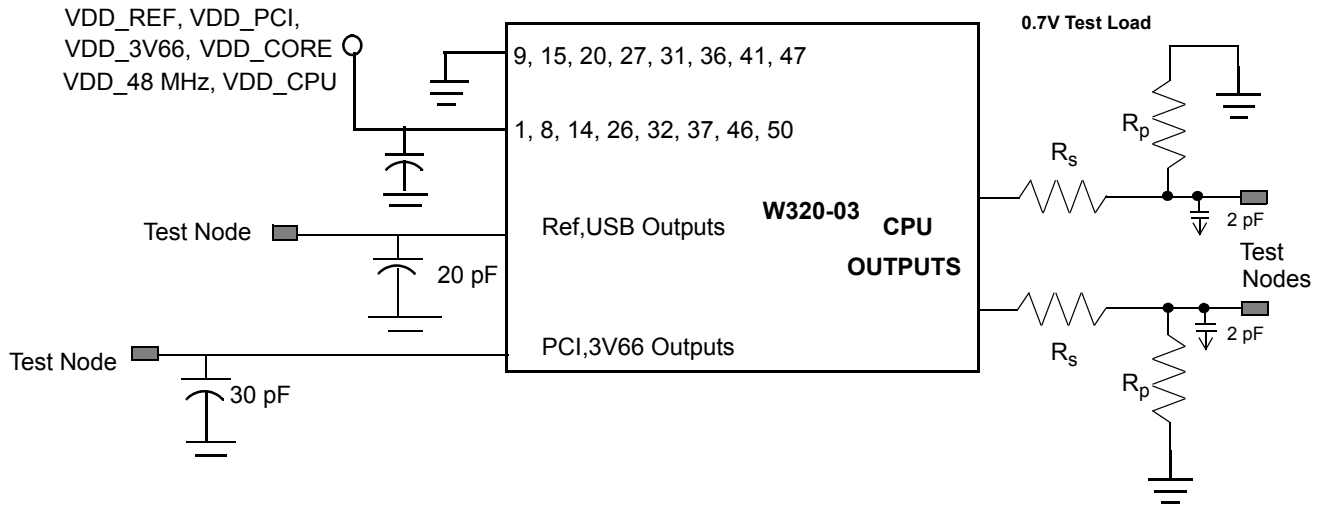 VDD_REF, VDD_PCI,
VDD_3V66, VDD_CORE
VDD_48 MHz, VDD_CPU
9, 15, 20, 27, 31, 36, 41, 47
1, 8, 14, 26, 32, 37, 46, 50
Test Node
Ref,USB Outputs
20 pF
Test Node
PCI,3V66 Outputs
30 pF
W320-03
CPU
OUTPUTS
0.7V Test Load
Rp
Rs
2 pF
Test
Nodes
2 pF
Rs
Rp